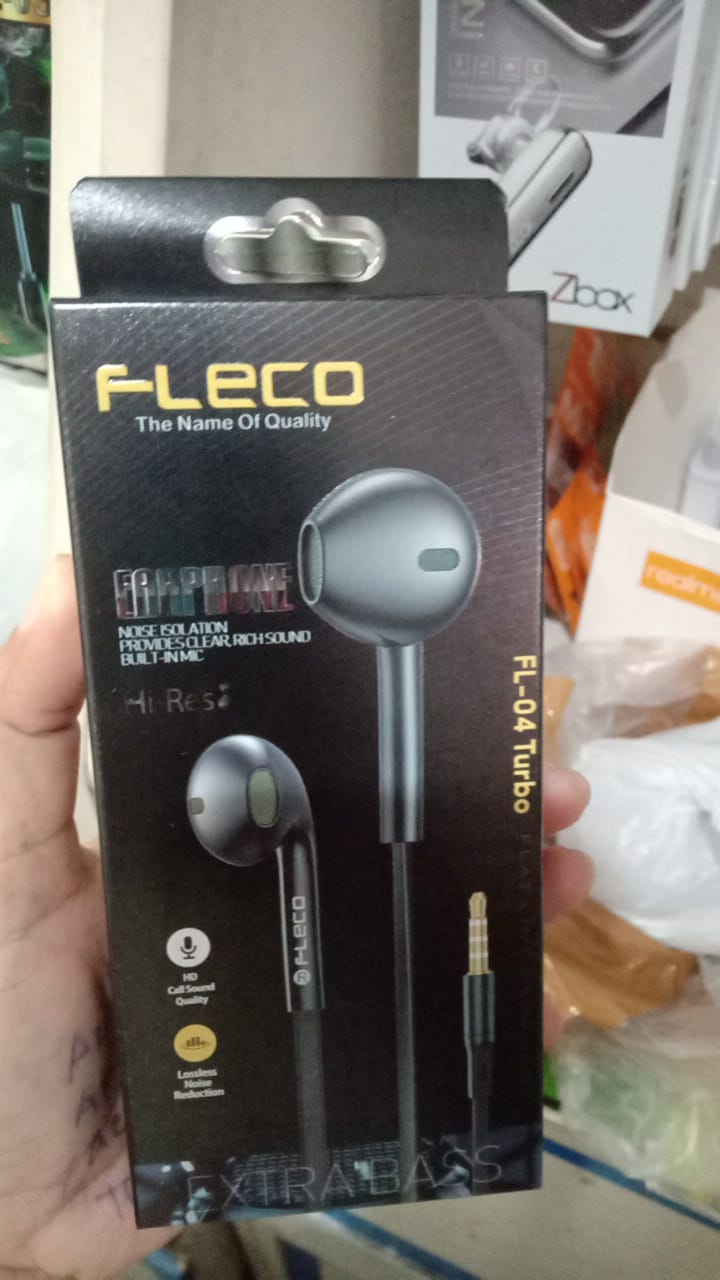 Zbox
FLECO
The Name Of Quality
EARPHONE
NOISE ISOLATION
PROVIDES CLEAR, RICH SOUND
BUILT-IN MIC
Hi-Res
FL-04 Turbo
FLECO
HD
Call Sound
Quality
Lossless
Noise
Reduction
EXTRA BASS
realme